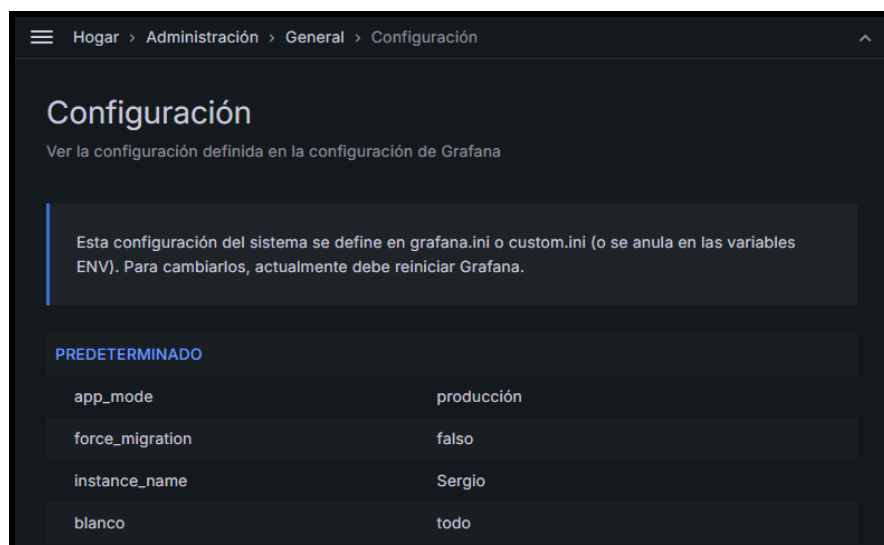 Hogar > Administración > General > Configuración
Configuración
Ver la configuración definida en la configuración de Grafana
Esta configuración del sistema se define en grafana.ini o custom.ini (o se anula en las variables
ENV). Para cambiarlos, actualmente debe reiniciar Grafana.
PREDETERMINADO
app_mode producción
force_migration falso
instance_name Sergio
blanco todo